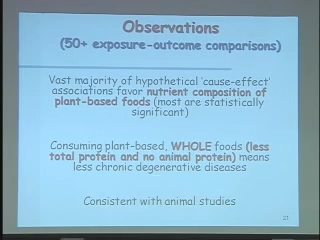 Observations
(50+ exposure-outcome comparisons)
Vast majority of hypothetical 'cause-effect'
associations favor nutrient composition of
plant-based foods (most are statistically
significant)
Consuming plant-based, WHOLE foods (less
total protein and no animal protein) means
less chronic degenerative diseases
Consistent with animal studies
21